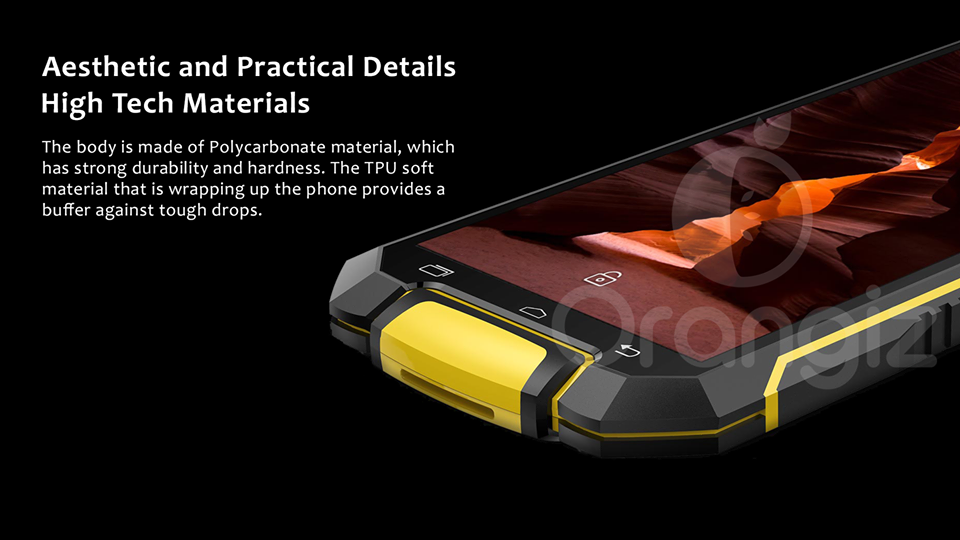 Aesthetic and Practical Details
High Tech Materials
The body is made of Polycarbonate material, which
has strong durability and hardness. The TPU soft
material that is wrapping up the phone provides a
buffer against tough drops.
Orangiz